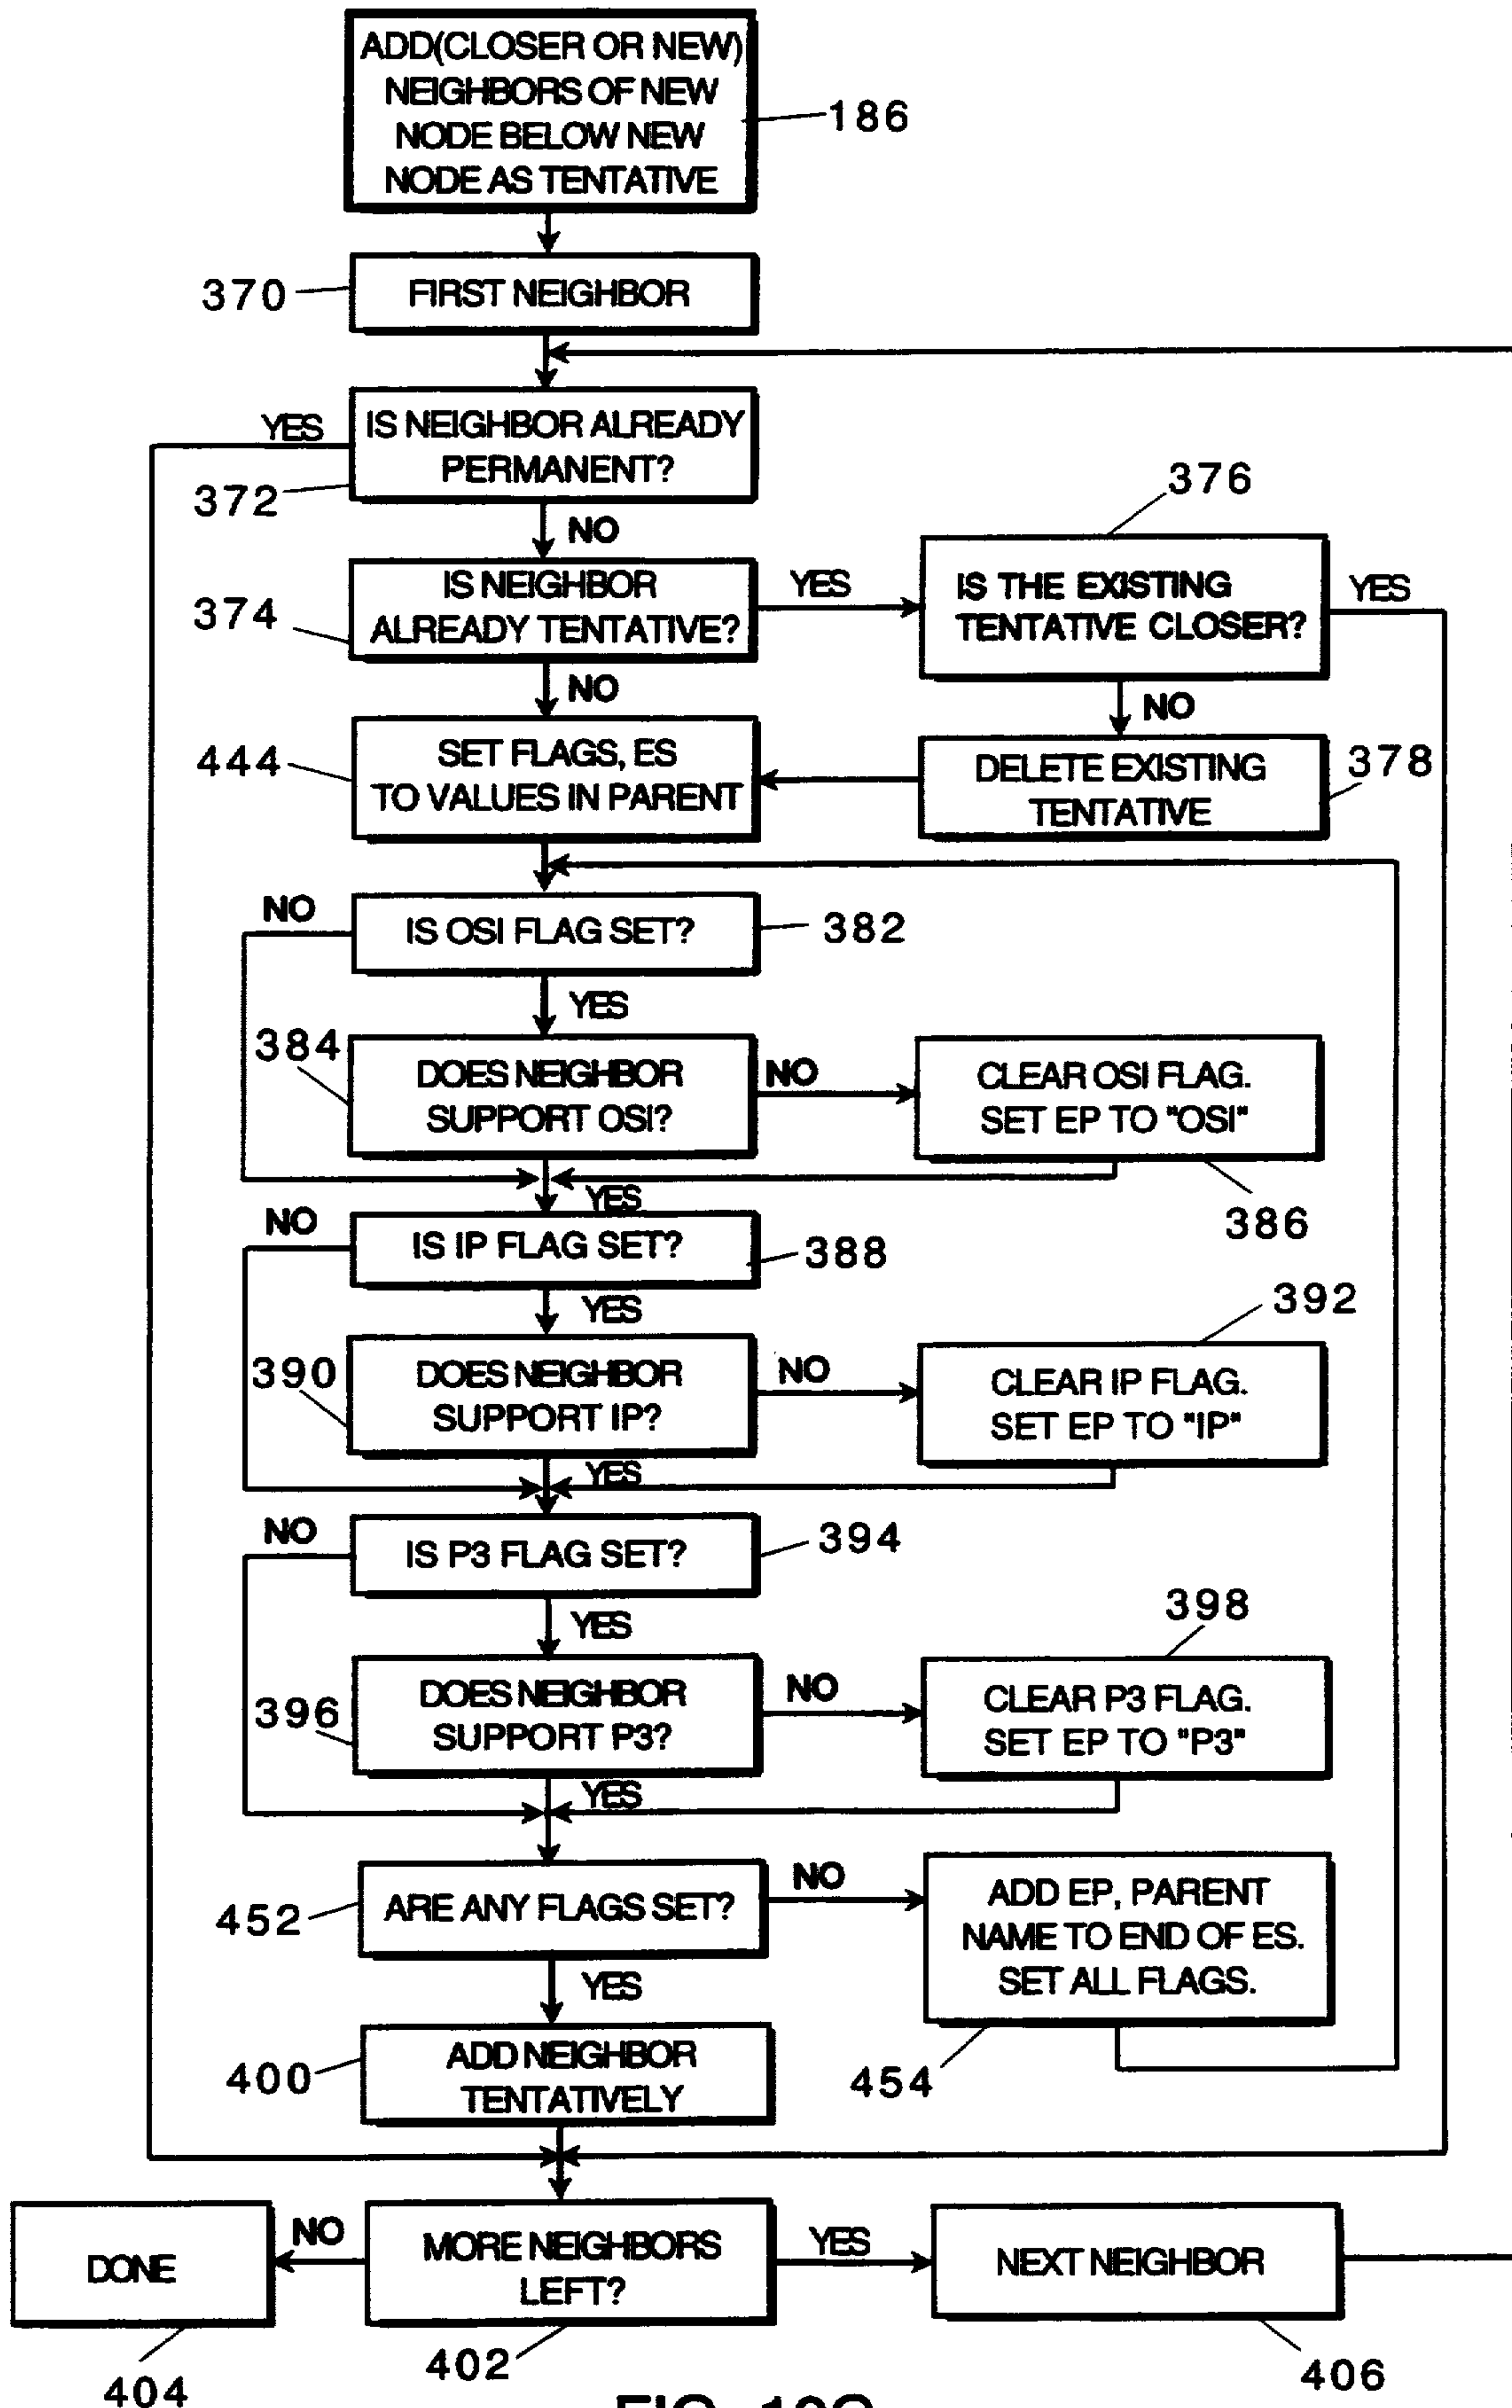 ADD(CLOSER OR NEW)
NEIGHBORS OF NEW
NODE BELOW NEW
NODE AS TENTATIVE
186
370
FIRST NEIGHBOR
YES
IS NEIGHBOR ALREADY
PERMANENT?
372
NO
376
374
IS NEIGHBOR
ALREADY TENTATIVE?
YES
IS THE EXISTING
TENTATIVE CLOSER?
YES
NO
NO
444
SET FLAGS, ES
TO VALUES IN PARENT
DELETE EXISTING
TENTATIVE
378
NO
IS OSI FLAG SET?
382
YES
384
DOES NEIGHBOR
SUPPORT OSI?
NO
CLEAR OSI FLAG.
SET EP TO "OSI"
386
YES
NO
IS IP FLAG SET?
388
YES
392
390
DOES NEIGHBOR
SUPPORT IP?
NO
CLEAR IP FLAG.
SET EP TO "IP"
YES
NO
IS P3 FLAG SET?
394
YES
398
396
DOES NEIGHBOR
SUPPORT P3?
NO
CLEAR P3 FLAG.
SET EP TO "P3"
YES
452
ARE ANY FLAGS SET?
NO
ADD EP, PARENT
NAME TO END OF ES.
SET ALL FLAGS.
454
YES
400
ADD NEIGHBOR
TENTATIVELY
DONE
404
NO
MORE NEIGHBORS
LEFT?
402
YES
NEXT NEIGHBOR
406